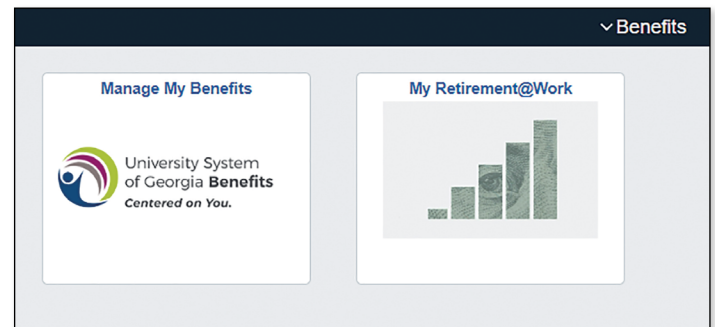 Benefits
Manage My Benefits
My Retirement@Work
University System
of Georgia Benefits
Centered on You.